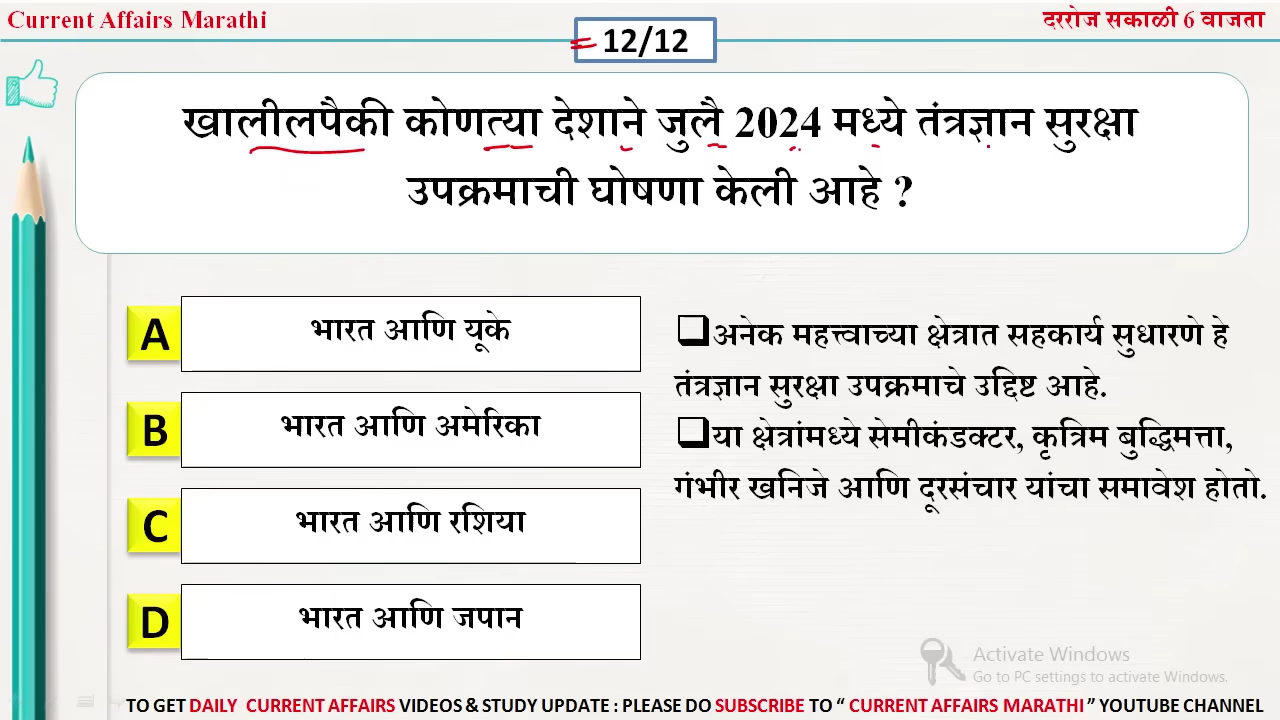 Current Affairs Marathi
दररोज सकाळी 6 वाजता
12/12
खालीलपैकी कोणत्या देशाने जुलै 2024 मध्ये तंत्रज्ञान सुरक्षा
उपक्रमाची घोषणा केली आहे ?
A भारत आणि यूके
B भारत आणि अमेरिका
C भारत आणि रशिया
D भारत आणि जपान
❑अनेक महत्त्वाच्या क्षेत्रात सहकार्य सुधारणे हे
तंत्रज्ञान सुरक्षा उपक्रमाचे उद्दिष्ट आहे.
❑या क्षेत्रांमध्ये सेमीकंडक्टर, कृत्रिम बुद्धिमत्ता,
गंभीर खनिजे आणि दूरसंचार यांचा समावेश होतो.
Activate Windows
Go to PC settings to activate Windows.
TO GET DAILY CURRENT AFFAIRS VIDEOS & STUDY UPDATE : PLEASE DO SUBSCRIBE TO “ CURRENT AFFAIRS MARATHI ” YOUTUBE CHANNEL